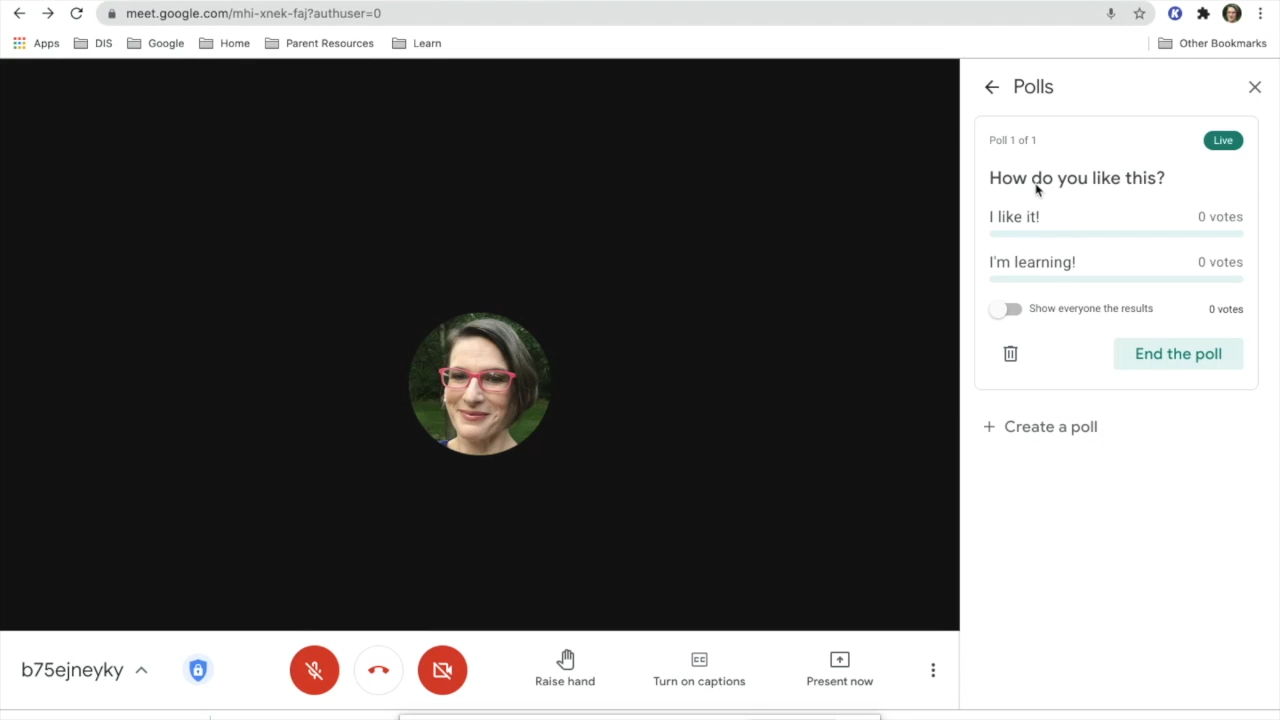 meet.google.com/mhi-xnek-faj?authuser=0
K
Apps DIS Google Home Parent Resources Learn Other Bookmarks
Polls
Poll 1 of 1 Live
How do you like this?
I like it! 0 votes
I'm learning! 0 votes
Show everyone the results 0 votes
End the poll
+ Create a poll
b75ejneyky
CC
Raise hand Turn on captions Present now